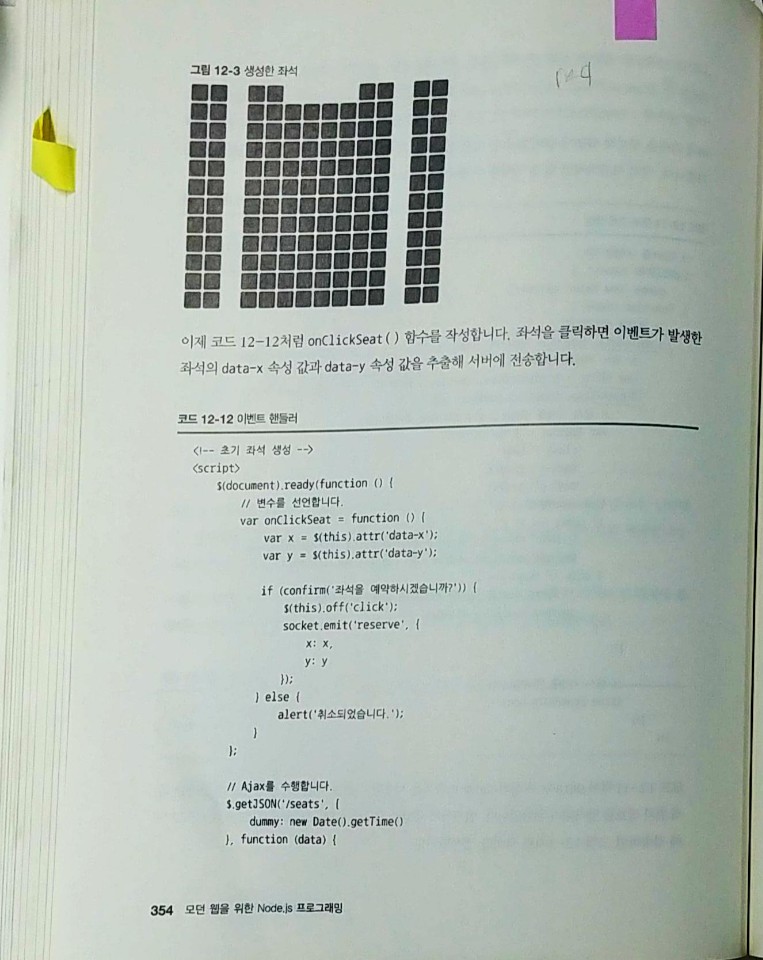 그림 12-3 생성한 좌석
이제 코드 12-12처럼 onClickSeat() 함수를 작성합니다. 좌석을 클릭하면 이벤트가 발생한
좌석의 data-x 속성 값과 data-y 속성 값을 추출해 서버에 전송합니다.
코드 12-12 이벤트 핸들러
<!-- 초기 좌석 생성 -->
<script>
$(document).ready(function () {
// 변수를 선언합니다.
var onClickSeat = function () {
var x = $(this).attr('data-x');
var y = $(this).attr('data-y');
if (confirm('좌석을 예약하시겠습니까?')) {
$(this).off('click');
socket.emit('reserve', {
x: x,
y: y
});
} else {
alert('취소되었습니다.');
}
};
// Ajax를 수행합니다.
$.getJSON('/seats', {
dummy: new Date().getTime()
}, function (data) {
354 모던 웹을 위한 Node.js 프로그래밍